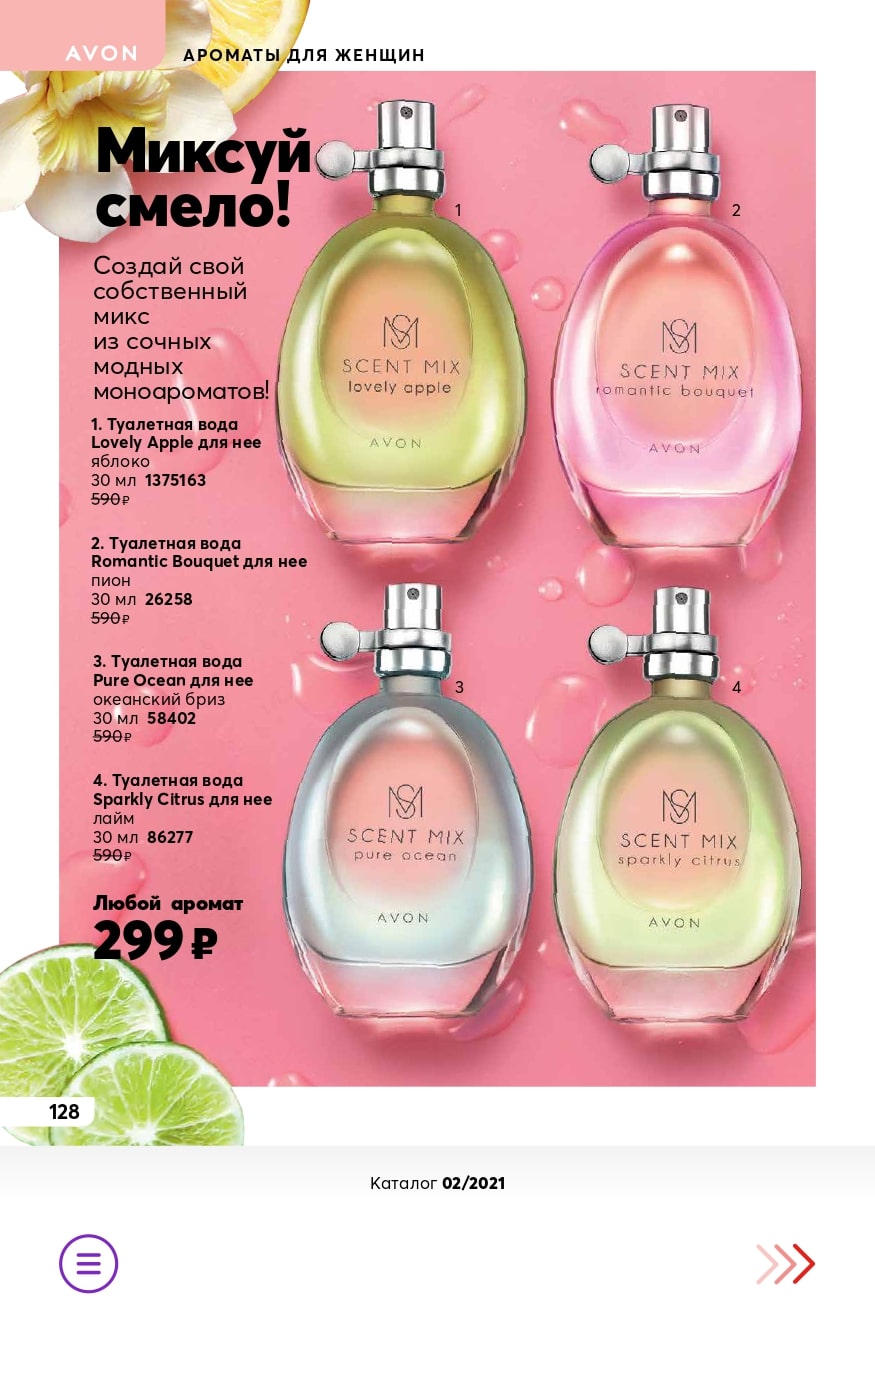 AVON
АРОМАТЫ ДЛЯ ЖЕНЩИН
Миксуй
смело!
Создай свой
собственный
микс
из сочных
модных
моноароматов!
1. Туалетная вода
Lovely Apple для нее
яблоко
30 мл 1375163
590 ₽
2. Туалетная вода
Romantic Bouquet для нее
пион
30 мл 26258
590 ₽
3. Туалетная вода
Pure Ocean для нее
океанский бриз
30 мл 58402
590 ₽
4. Туалетная вода
Sparkly Citrus для нее
лайм
30 мл 86277
590 ₽
Любой аромат
299 ₽
1
SM
SCENT MIX
lovely apple
AVON
2
SM
SCENT MIX
romantic bouquet
AVON
3
SM
SCENT MIX
pure ocean
AVON
4
SM
SCENT MIX
sparkly citrus
AVON
128
Каталог 02/2021